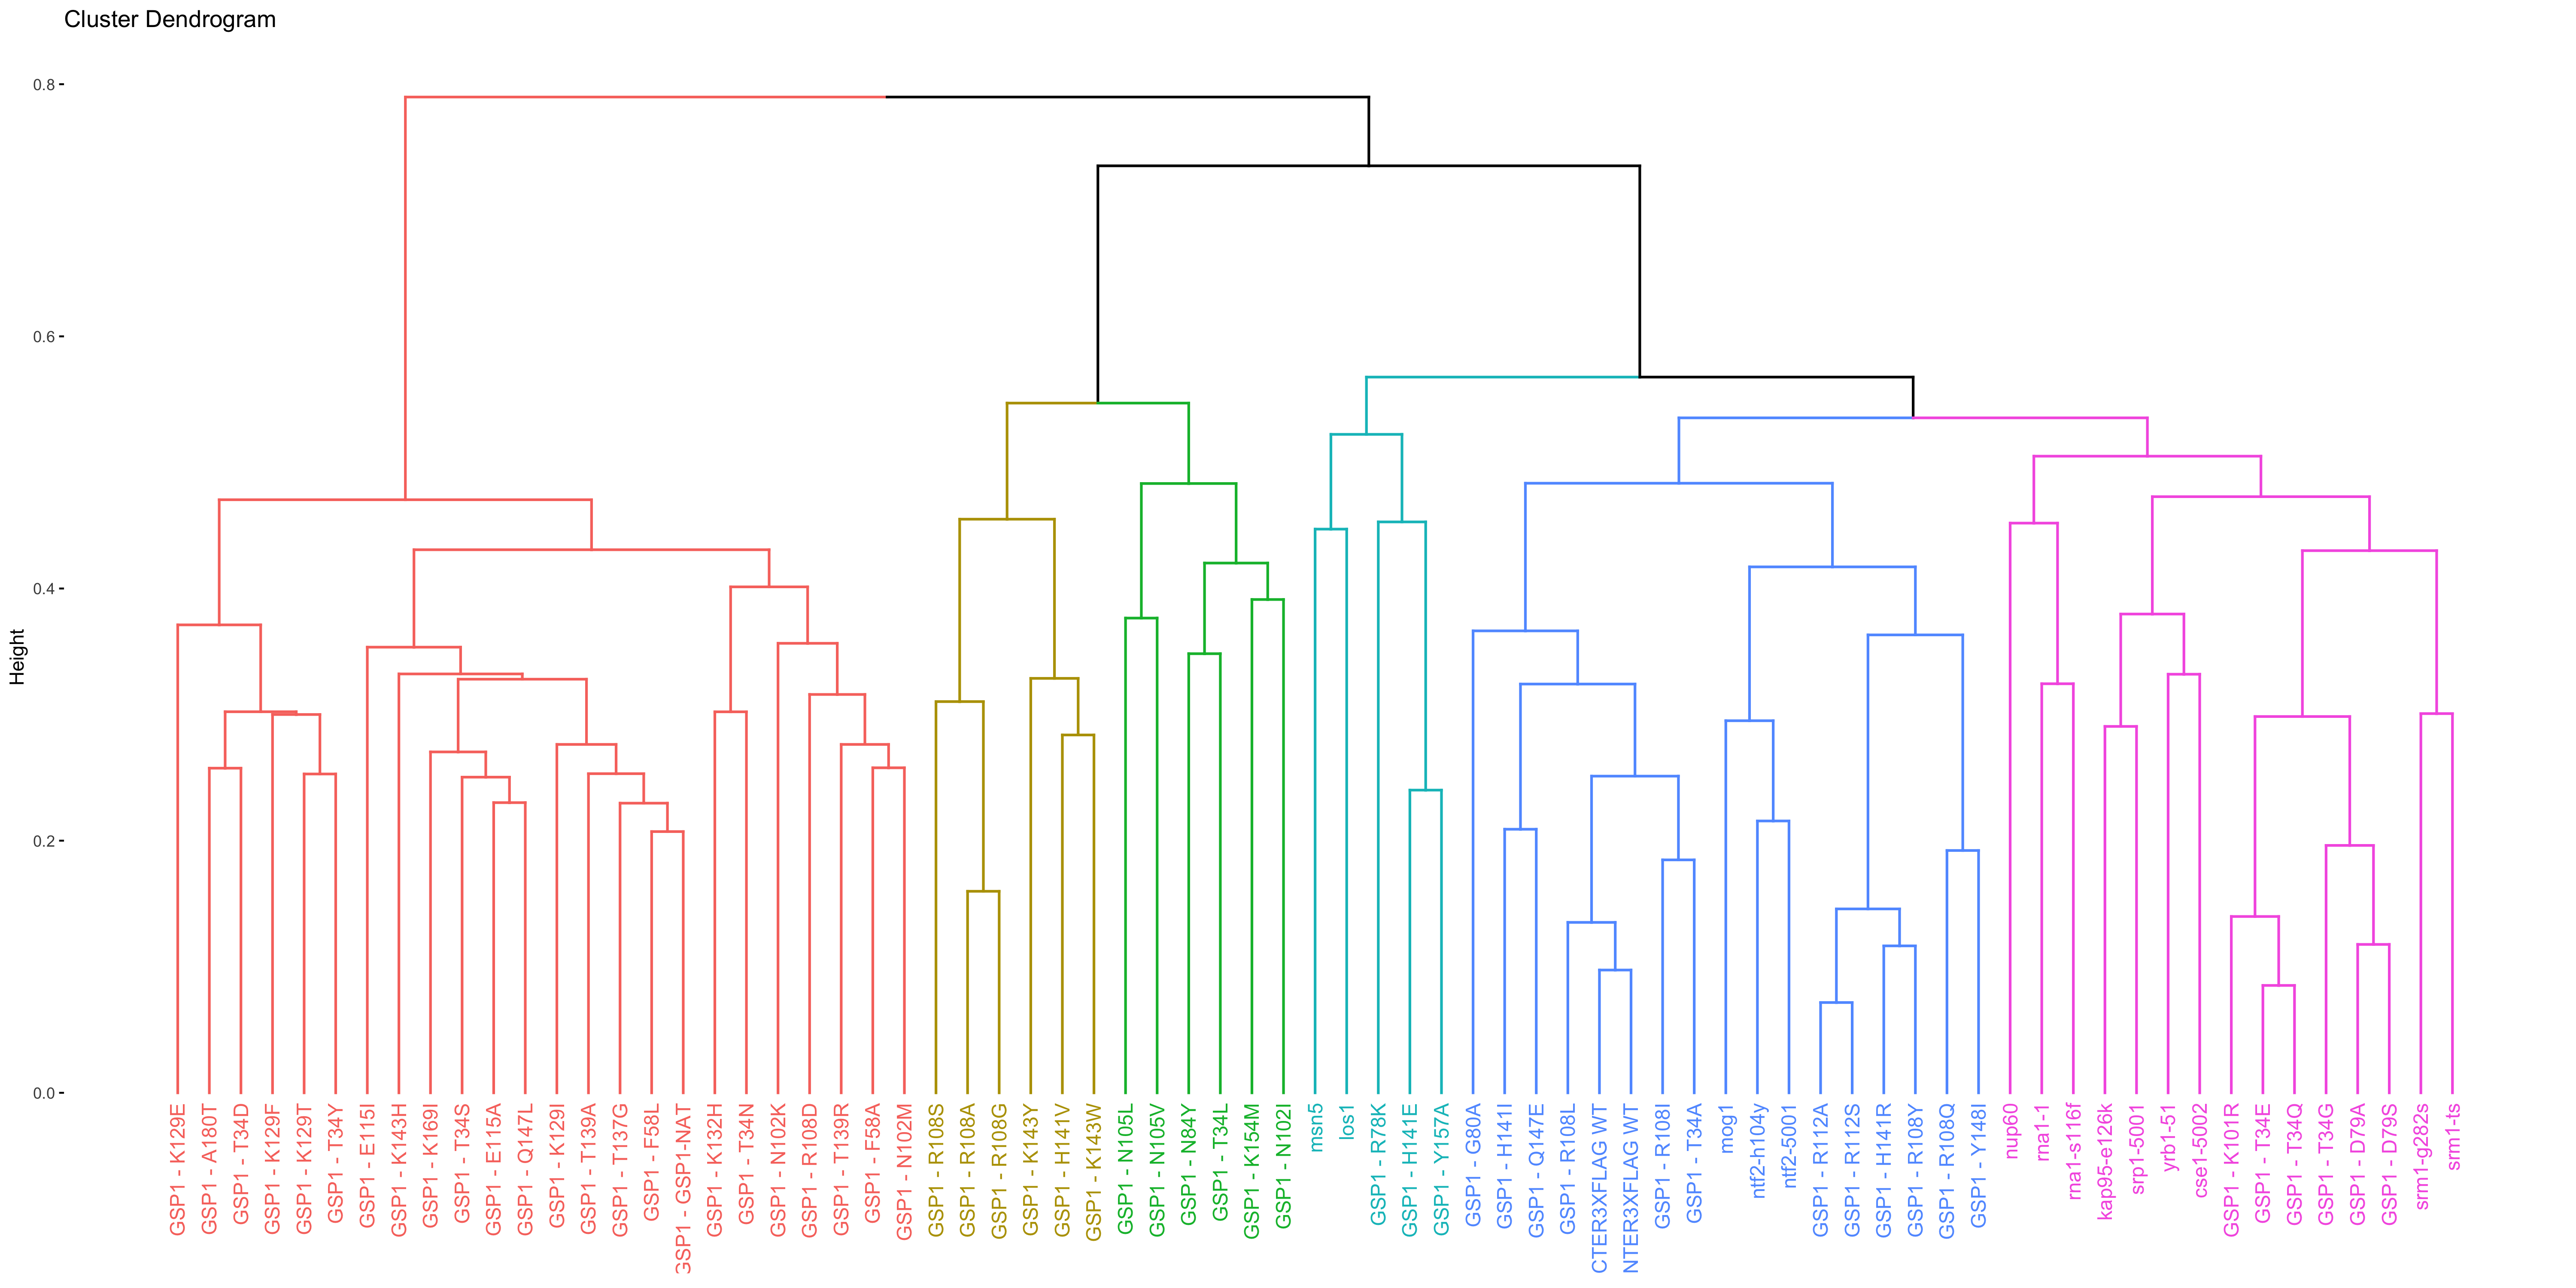 Cluster Dendrogram
0.8
0.6
0.4
0.2
0.0
Height
GSP1 - K129E
GSP1 - A180T
GSP1 - T34D
GSP1 - K129F
GSP1 - K129T
GSP1 - T34Y
GSP1 - E115I
GSP1 - K143H
GSP1 - K169I
GSP1 - T34S
GSP1 - E115A
GSP1 - Q147L
GSP1 - K129I
GSP1 - T139A
GSP1 - T137G
GSP1 - F58L
GSP1 - GSP1-NAT
GSP1 - K132H
GSP1 - T34N
GSP1 - N102K
GSP1 - R108D
GSP1 - T139R
GSP1 - F58A
GSP1 - N102M
GSP1 - R108S
GSP1 - R108A
GSP1 - R108G
GSP1 - K143Y
GSP1 - H141V
GSP1 - K143W
GSP1 - N105L
GSP1 - N105V
GSP1 - N84Y
GSP1 - T34L
GSP1 - K154M
GSP1 - N102I
msn5
los1
GSP1 - R78K
GSP1 - H141E
GSP1 - Y157A
GSP1 - G80A
GSP1 - H141I
GSP1 - Q147E
GSP1 - R108L
CTER3XFLAG WT
NTER3XFLAG WT
GSP1 - R108I
GSP1 - T34A
mog1
ntf2-h104y
ntf2-5001
GSP1 - R112A
GSP1 - R112S
GSP1 - H141R
GSP1 - R108Y
GSP1 - R108Q
GSP1 - Y148I
nup60
rna1-1
rna1-s116f
kap95-e126k
srp1-5001
yrb1-51
cse1-5002
GSP1 - K101R
GSP1 - T34E
GSP1 - T34Q
GSP1 - T34G
GSP1 - D79A
GSP1 - D79S
srm1-g282s
srm1-ts